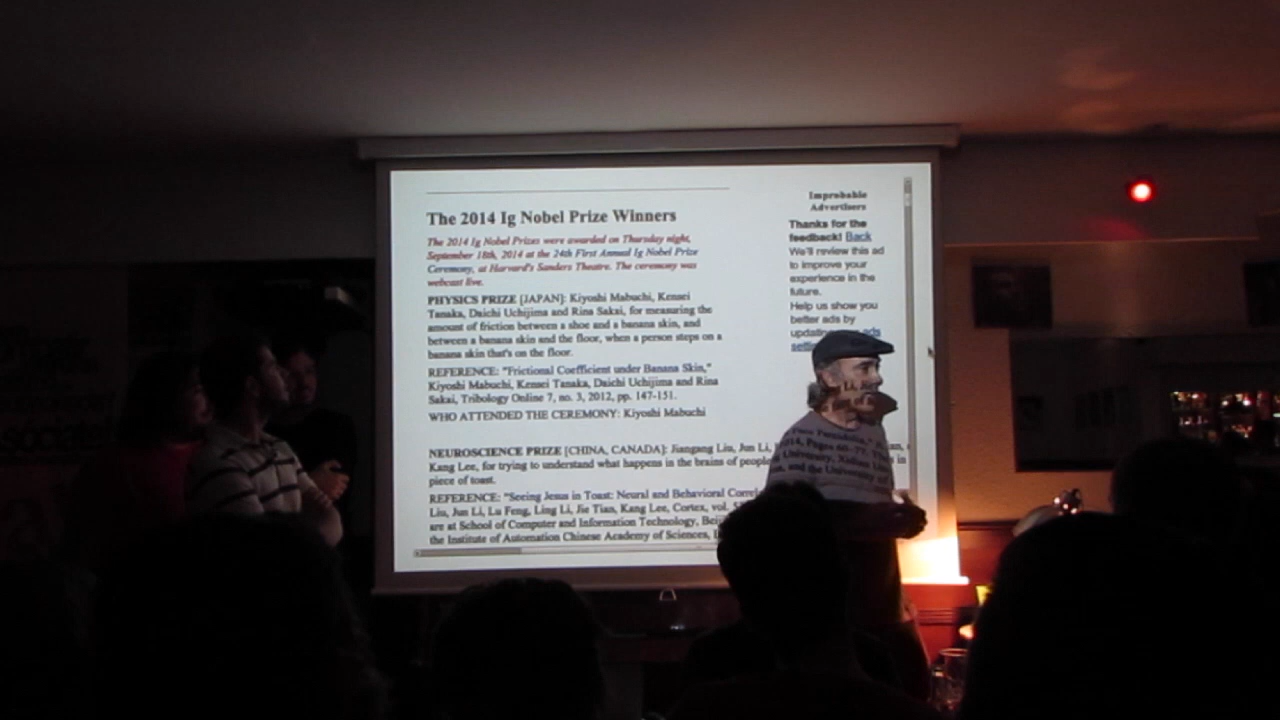 The 2014 Ig Nobel Prize Winners
The 2014 Ig Nobel Prizes were awarded on Thursday night,
September 18th, 2014 at the 24th First Annual Ig Nobel Prize
Ceremony, at Harvard's Sanders Theatre. The ceremony was
webcast live.
PHYSICS PRIZE [JAPAN]: Kiyoshi Mabuchi, Kensei
Tanaka, Daichi Uchijima and Rina Sakai, for measuring the
amount of friction between a shoe and a banana skin, and
between a banana skin and the floor, when a person steps on a
banana skin that's on the floor.
REFERENCE: "Frictional Coefficient under Banana Skin,"
Kiyoshi Mabuchi, Kensei Tanaka, Daichi Uchijima and Rina
Sakai, Tribology Online 7, no. 3, 2012, pp. 147-151.
WHO ATTENDED THE CEREMONY: Kiyoshi Mabuchi
NEUROSCIENCE PRIZE [CHINA, CANADA]: Jiangang Liu, Jun Li,
Kang Lee, for trying to understand what happens in the brains of people
piece of toast.
REFERENCE: "Seeing Jesus in Toast: Neural and Behavioral
Liu, Jun Li, Lu Feng, Ling Li, Jie Tian, Kang Lee, Cortex, vol.
are at School of Computer and Information Technology,
the Institute of Automation Chinese Academy of Sciences,
Improbable
Advertisers
Thanks for the
feedback! Back
We'll review this ad
to improve your
experience in the
future.
Help us show you
better ads by
ads